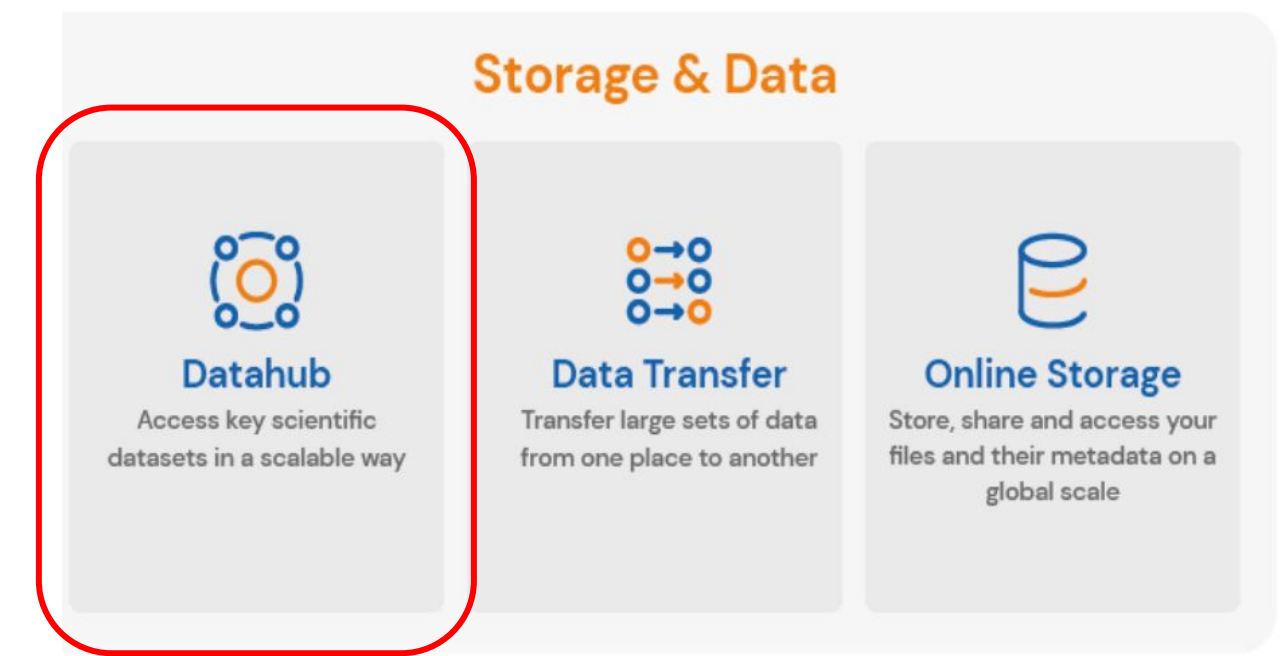 Storage & Data
Datahub
Access key scientific
datasets in a scalable way
Data Transfer
Transfer large sets of data
from one place to another
Online Storage
Store, share and access your
files and their metadata on a
global scale